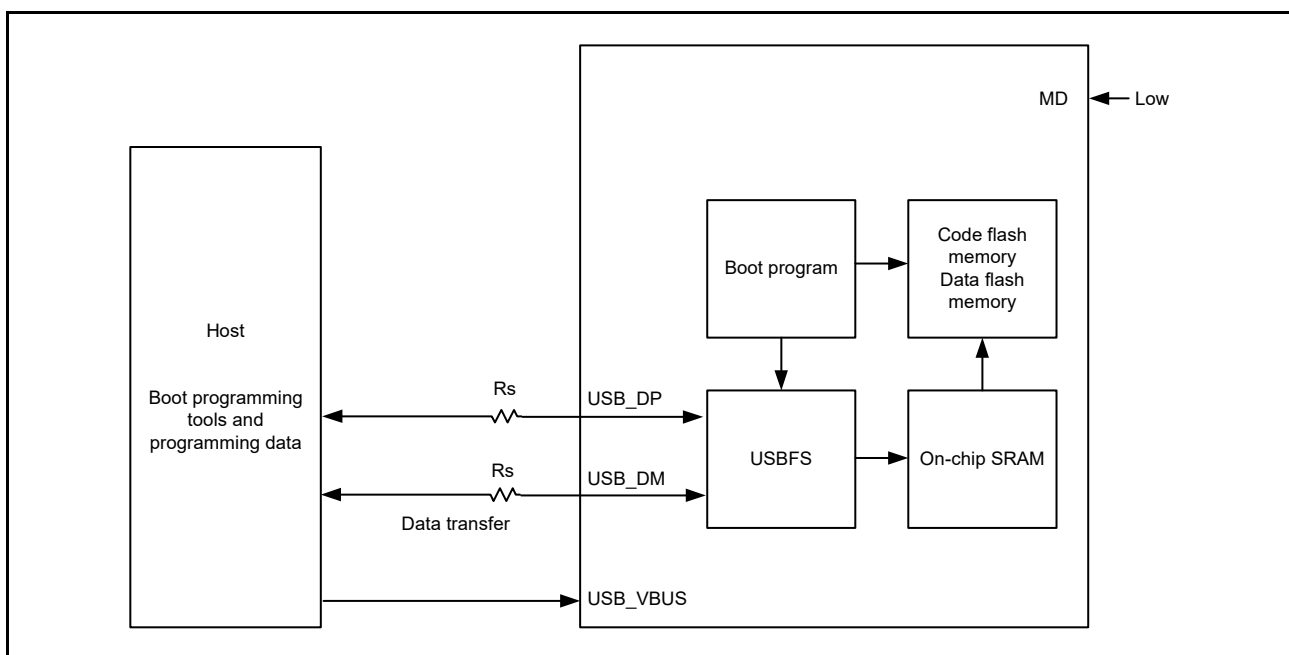 MD
Low
Host
Boot programming
tools and
programming data
Boot program
Code flash
memory
Data flash
memory
Rs
USB_DP
USBFS
On-chip SRAM
Rs
USB_DM
Data transfer
USB_VBUS